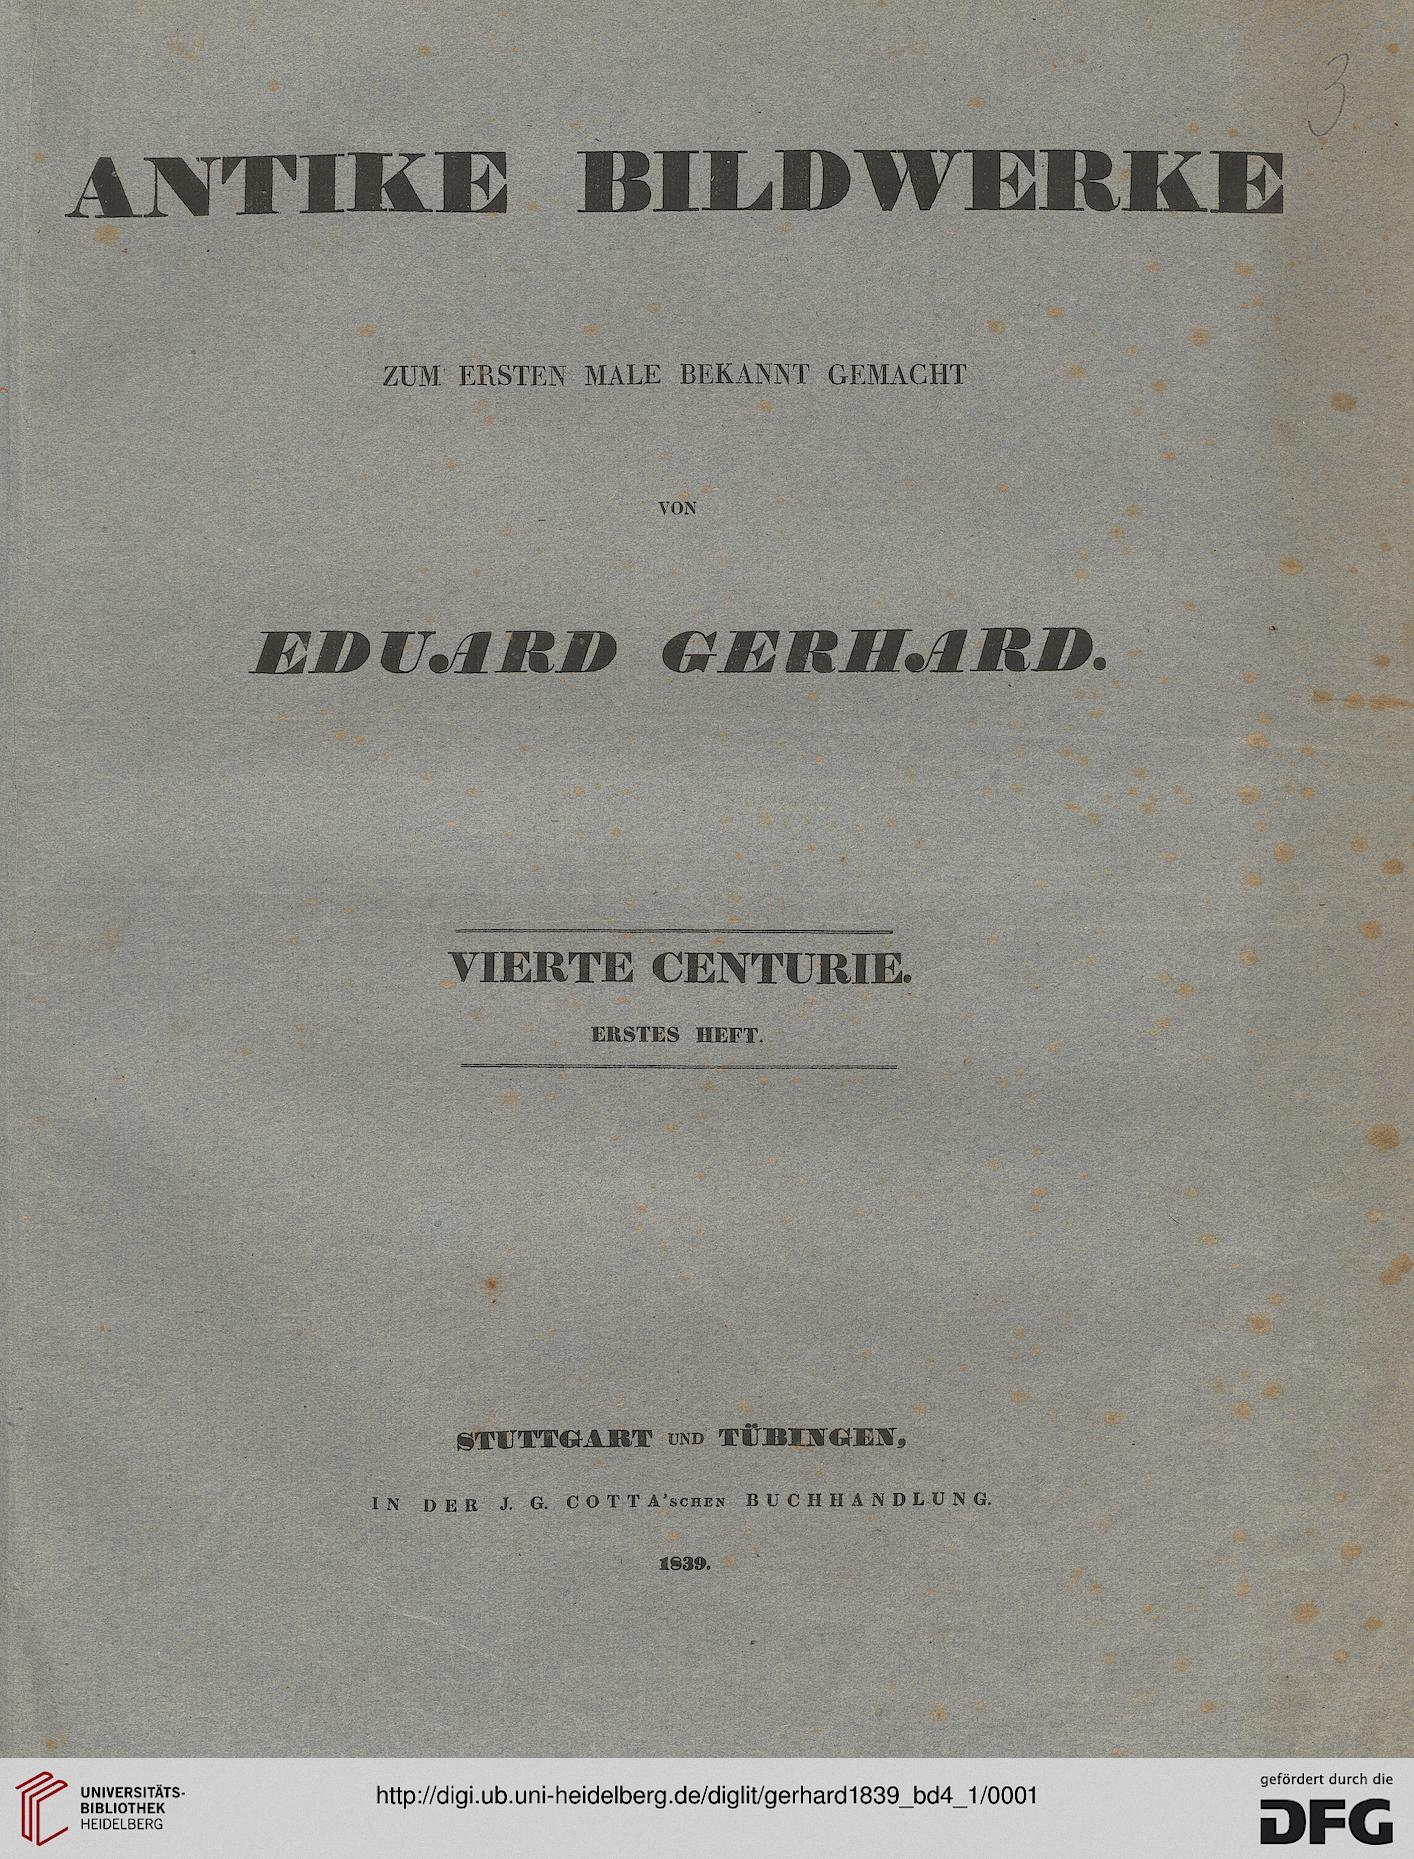 3
ANTIKE BILDWERKE
ZUM ERSTEN MALE BEKANNT GEMACHT
VON
EDUARD GERHARD.
VIERTE CENTURIE.
ERSTES HEFT.
STUTTGART UND TÜBINGEN,
IN DER J. G. COTTA'SCHEN BUCHHANDLUNG.
1839.
UNIVERSITÄTS-
BIBLIOTHEK
HEIDELBERG
http://digi.ub.uni-heidelberg.de/diglit/gerhard1839_bd4_1/0001
gefördert durch die
DFG